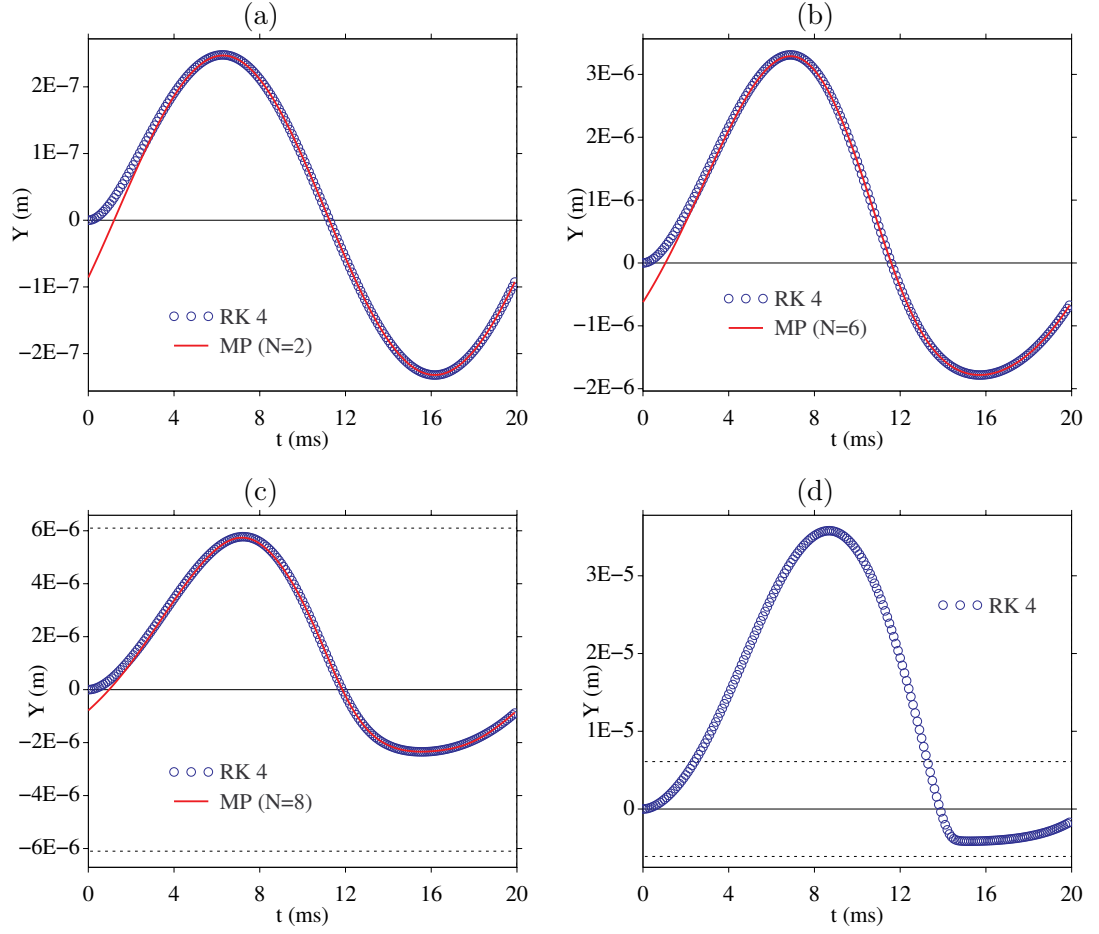 (a)
2E−7
1E−7
0
−1E−7
−2E−7
Y (m)
RK 4
MP (N=2)
0 4 8 12 16 20
t (ms)
(b)
3E−6
2E−6
1E−6
0
−1E−6
−2E−6
Y (m)
RK 4
MP (N=6)
0 4 8 12 16 20
t (ms)
(c)
6E−6
4E−6
2E−6
0
−2E−6
−4E−6
−6E−6
Y (m)
RK 4
MP (N=8)
0 4 8 12 16 20
t (ms)
(d)
3E−5
2E−5
1E−5
0
Y (m)
RK 4
0 4 8 12 16 20
t (ms)